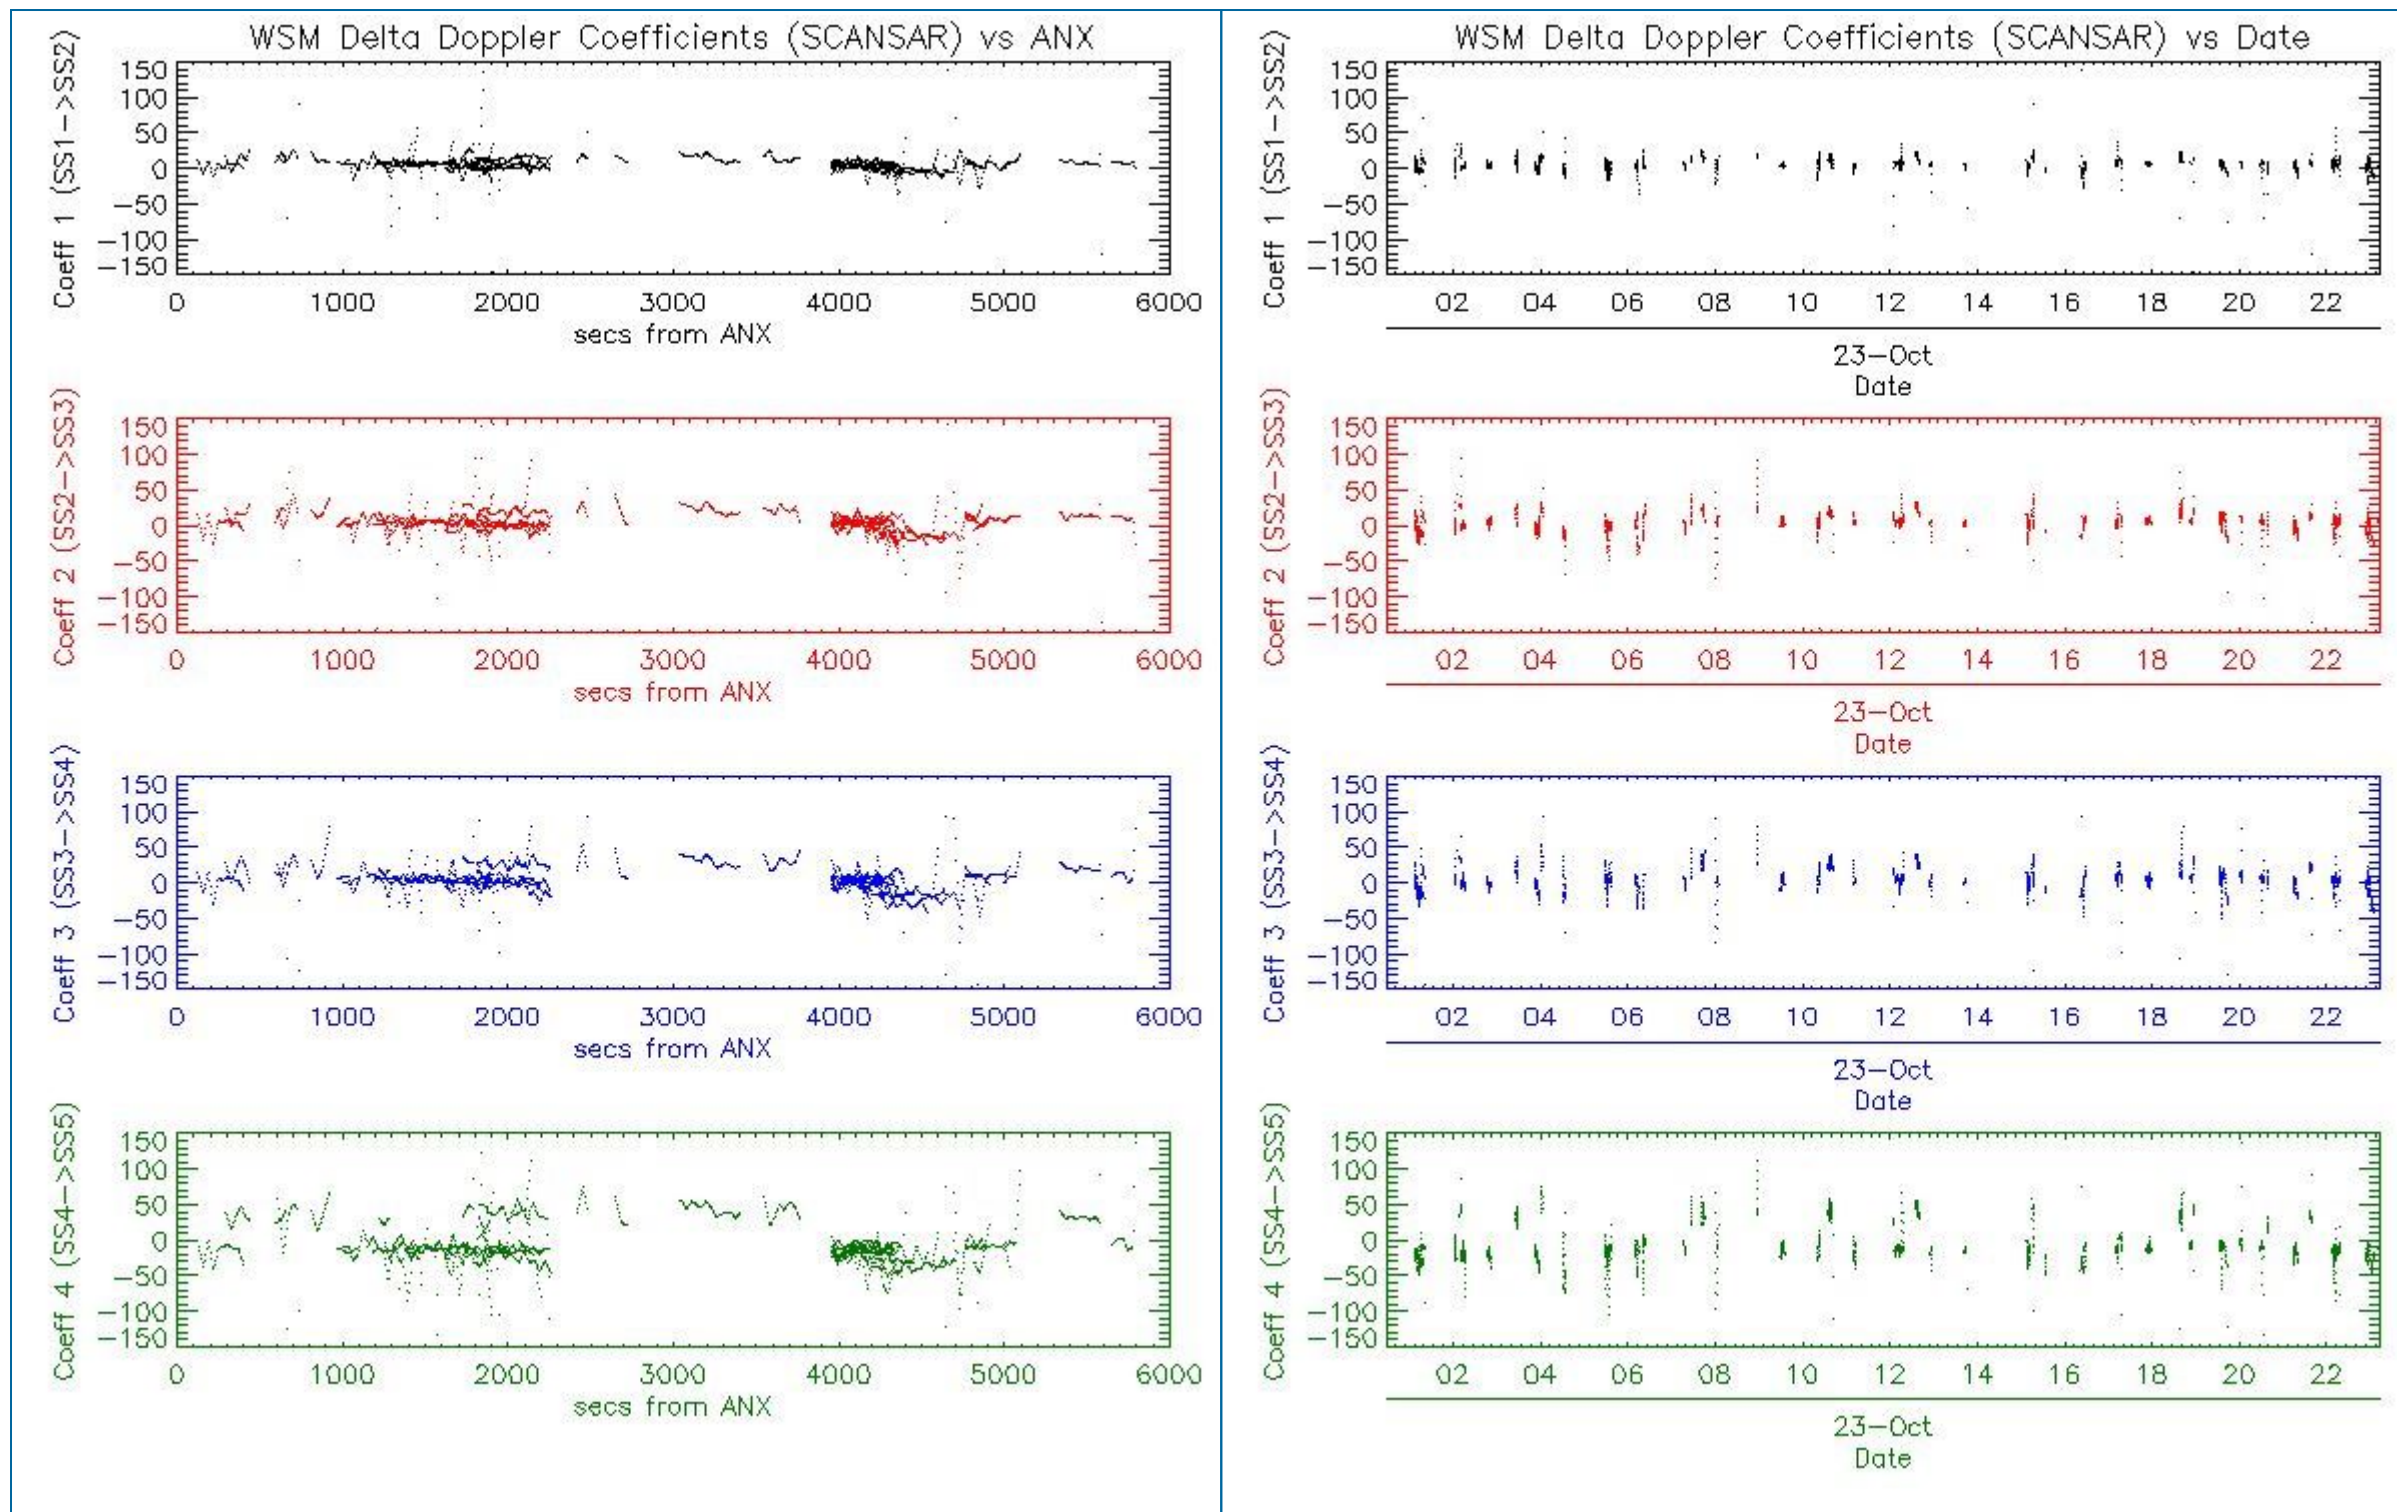 WSM Delta Doppler Coefficients (SCANSAR) vs ANX
Coeff 1 (SS1->SS2)
150
100
50
0
-50
-100
-150
0 1000 2000 3000 4000 5000 6000
secs from ANX
Coeff 2 (SS2->SS3)
150
100
50
0
-50
-100
-150
0 1000 2000 3000 4000 5000 6000
secs from ANX
Coeff 3 (SS3->SS4)
150
100
50
0
-50
-100
-150
0 1000 2000 3000 4000 5000 6000
secs from ANX
Coeff 4 (SS4->SS5)
150
100
50
0
-50
-100
-150
0 1000 2000 3000 4000 5000 6000
secs from ANX
WSM Delta Doppler Coefficients (SCANSAR) vs Date
Coeff 1 (SS1->SS2)
150
100
50
0
-50
-100
-150
02 04 06 08 10 12 14 16 18 20 22
23-Oct
Date
Coeff 2 (SS2->SS3)
150
100
50
0
-50
-100
-150
02 04 06 08 10 12 14 16 18 20 22
23-Oct
Date
Coeff 3 (SS3->SS4)
150
100
50
0
-50
-100
-150
02 04 06 08 10 12 14 16 18 20 22
23-Oct
Date
Coeff 4 (SS4->SS5)
150
100
50
0
-50
-100
-150
02 04 06 08 10 12 14 16 18 20 22
23-Oct
Date